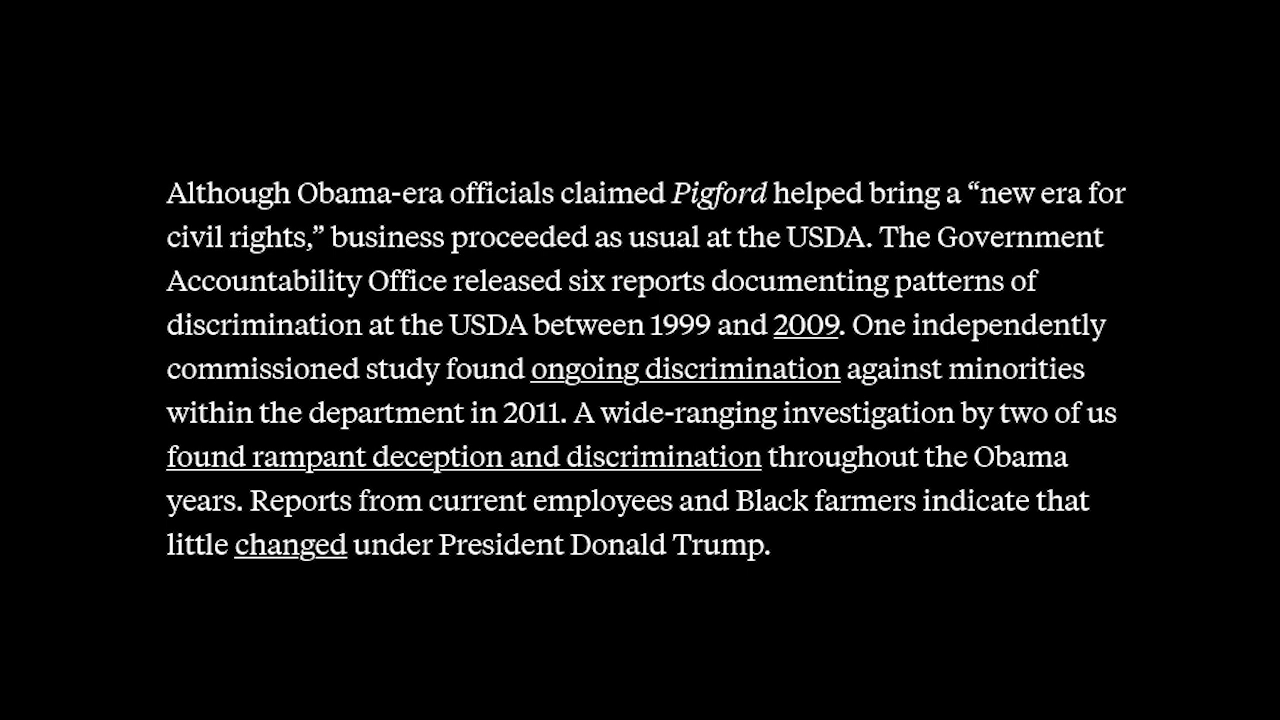 Although Obama-era officials claimed Pigford helped bring a “new era for
civil rights,” business proceeded as usual at the USDA. The Government
Accountability Office released six reports documenting patterns of
discrimination at the USDA between 1999 and 2009. One independently
commissioned study found ongoing discrimination against minorities
within the department in 2011. A wide-ranging investigation by two of us
found rampant deception and discrimination throughout the Obama
years. Reports from current employees and Black farmers indicate that
little changed under President Donald Trump.